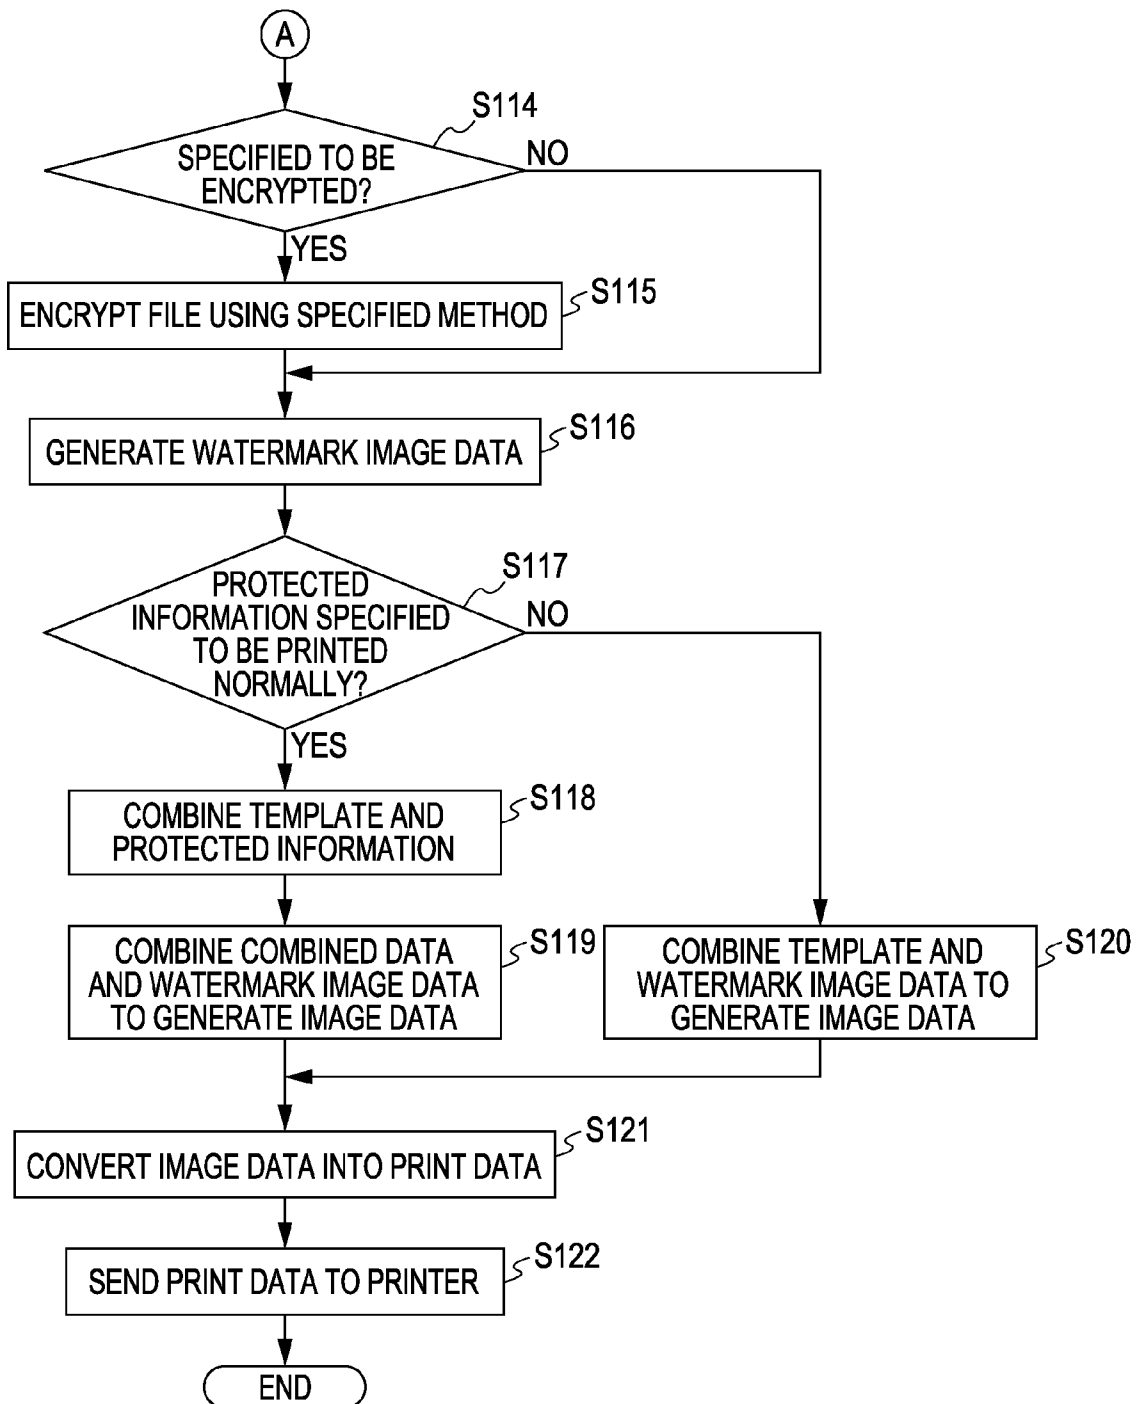 A
S114
SPECIFIED TO BE
ENCRYPTED?
NO
YES
S115
ENCRYPT FILE USING SPECIFIED METHOD
S116
GENERATE WATERMARK IMAGE DATA
S117
PROTECTED
INFORMATION SPECIFIED
TO BE PRINTED
NORMALLY?
NO
YES
S118
COMBINE TEMPLATE AND
PROTECTED INFORMATION
S119
COMBINE COMBINED DATA
AND WATERMARK IMAGE DATA
TO GENERATE IMAGE DATA
S120
COMBINE TEMPLATE AND
WATERMARK IMAGE DATA TO
GENERATE IMAGE DATA
S121
CONVERT IMAGE DATA INTO PRINT DATA
S122
SEND PRINT DATA TO PRINTER
END